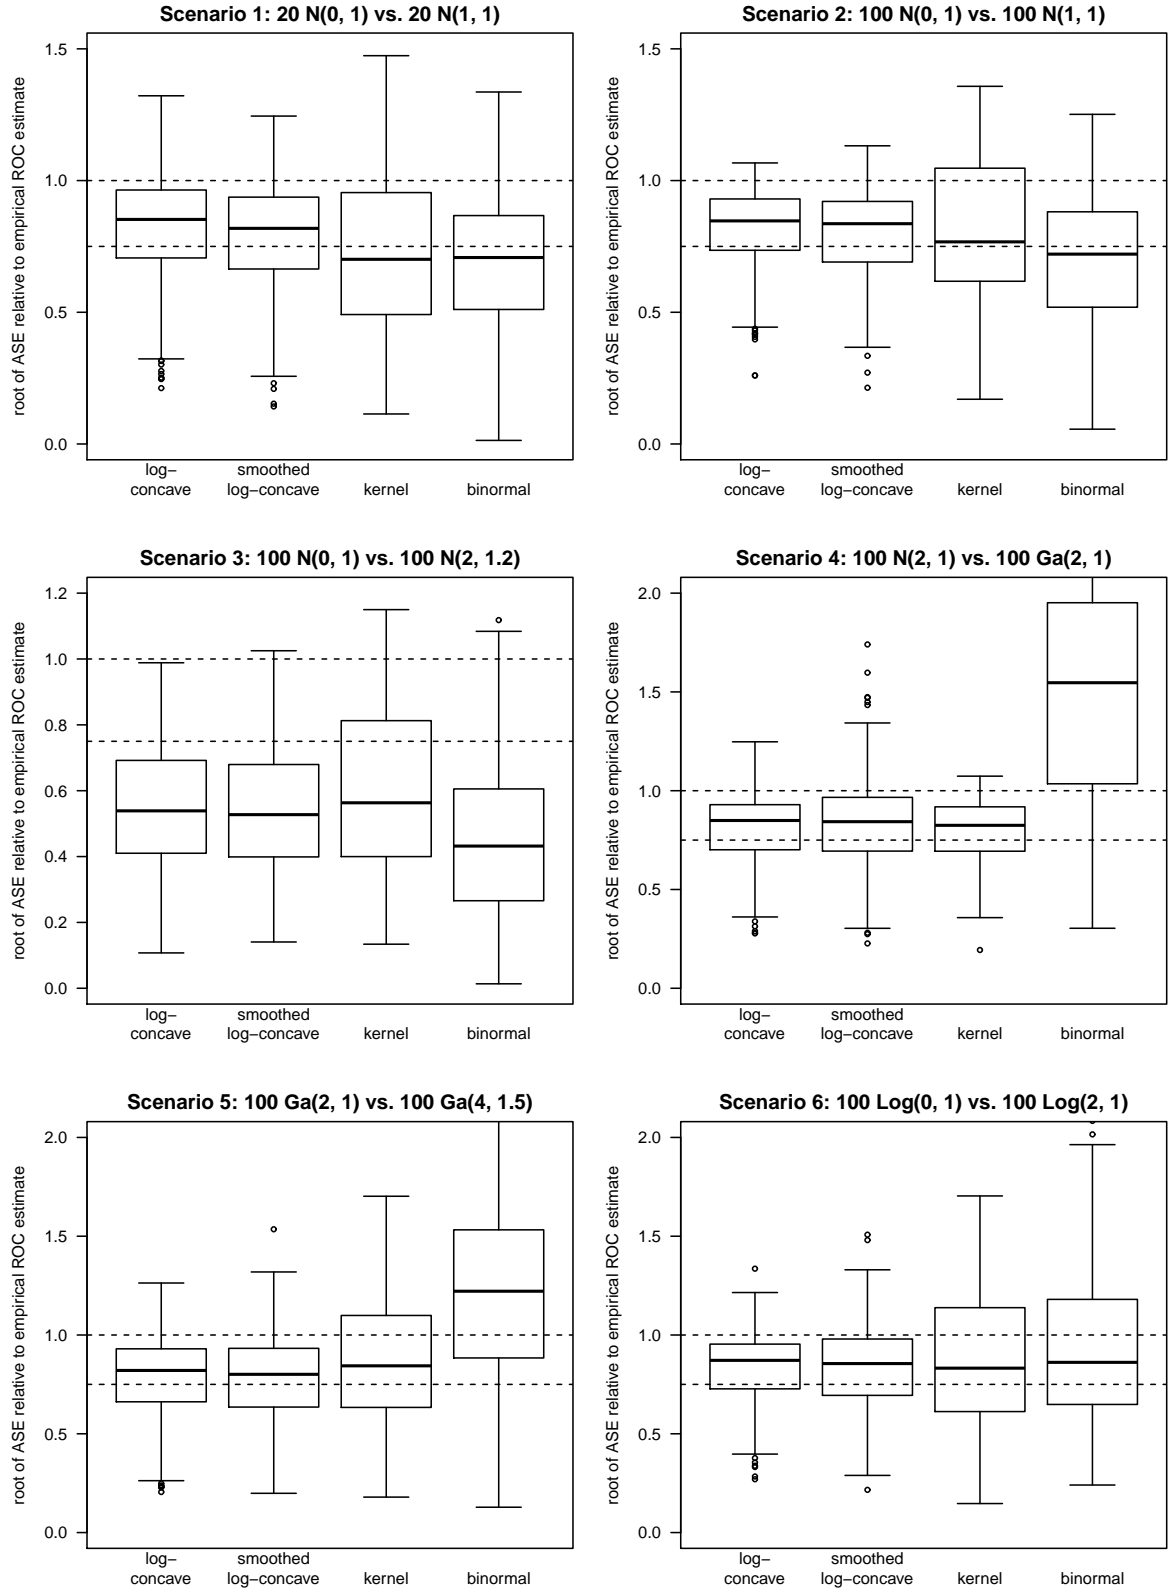 Scenario 1: 20 N(0, 1) vs. 20 N(1, 1)
root of ASE relative to empirical ROC estimate
1.5
1.0
0.5
0.0
log−
concave
smoothed
log−concave
kernel
binormal
Scenario 2: 100 N(0, 1) vs. 100 N(1, 1)
root of ASE relative to empirical ROC estimate
1.5
1.0
0.5
0.0
log−
concave
smoothed
log−concave
kernel
binormal
Scenario 3: 100 N(0, 1) vs. 100 N(2, 1.2)
root of ASE relative to empirical ROC estimate
1.2
1.0
0.8
0.6
0.4
0.2
0.0
log−
concave
smoothed
log−concave
kernel
binormal
Scenario 4: 100 N(2, 1) vs. 100 Ga(2, 1)
root of ASE relative to empirical ROC estimate
2.0
1.5
1.0
0.5
0.0
log−
concave
smoothed
log−concave
kernel
binormal
Scenario 5: 100 Ga(2, 1) vs. 100 Ga(4, 1.5)
root of ASE relative to empirical ROC estimate
2.0
1.5
1.0
0.5
0.0
log−
concave
smoothed
log−concave
kernel
binormal
Scenario 6: 100 Log(0, 1) vs. 100 Log(2, 1)
root of ASE relative to empirical ROC estimate
2.0
1.5
1.0
0.5
0.0
log−
concave
smoothed
log−concave
kernel
binormal